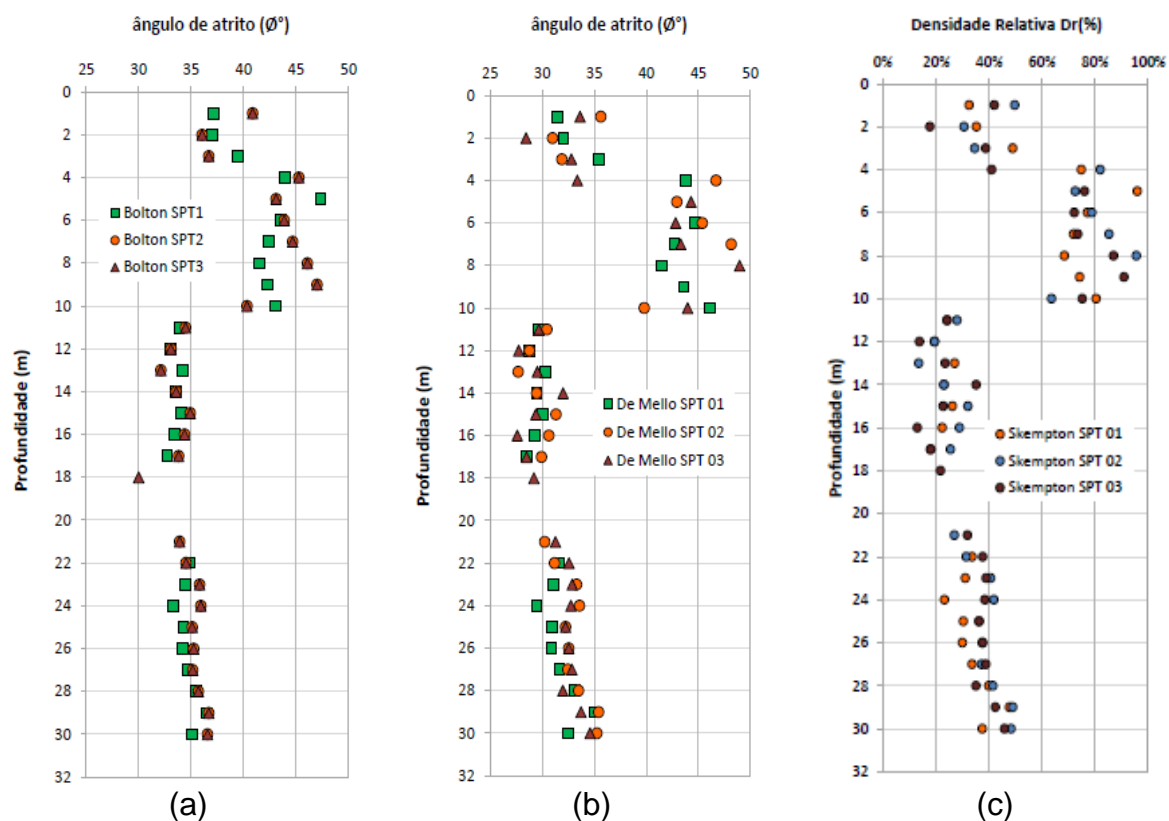 ângulo de atrito (Ø°)
25 30 35 40 45 50
0
2
4
6
8
10
12
14
16
18
20
22
24
26
28
30
32
Profundidade (m)
Bolton SPT1
Bolton SPT2
Bolton SPT3
(a)
ângulo de atrito (Ø°)
25 30 35 40 45 50
0
2
4
6
8
10
12
14
16
18
20
22
24
26
28
30
32
Profundidade (m)
De Mello SPT 01
De Mello SPT 02
De Mello SPT 03
(b)
Densidade Relativa Dr(%)
0% 20% 40% 60% 80% 100%
0
2
4
6
8
10
12
14
16
18
20
22
24
26
28
30
32
Profundidade (m)
Skempton SPT 01
Skempton SPT 02
Skempton SPT 03
(c)